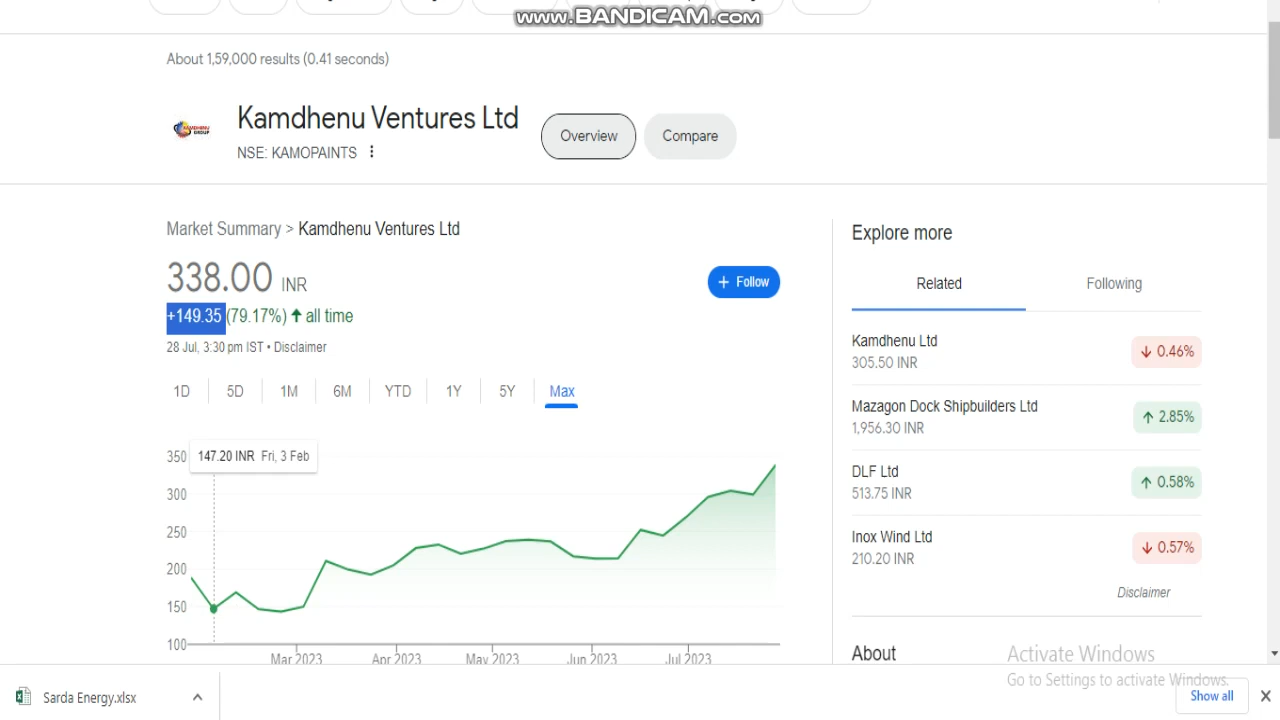 www.BANDICAM.com
About 1,59,000 results (0.41 seconds)
Kamdhenu Ventures Ltd
NSE: KAMOPAINTS
Overview
Compare
Market Summary > Kamdhenu Ventures Ltd
338.00 INR
+149.35 (79.17%) ↑ all time
28 Jul, 3:30 pm IST • Disclaimer
+ Follow
1D 5D 1M 6M YTD 1Y 5Y Max
147.20 INR Fri, 3 Feb
350
300
250
200
150
100
Mar 2023 Apr 2023 May 2023 Jun 2023 Jul 2023
Explore more
Related Following
Kamdhenu Ltd
305.50 INR
↓ 0.46%
Mazagon Dock Shipbuilders Ltd
1,956.30 INR
↑ 2.85%
DLF Ltd
513.75 INR
↑ 0.58%
Inox Wind Ltd
210.20 INR
↓ 0.57%
Disclaimer
About
Activate Windows
Go to Settings to activate Windows.
Sarda Energy.xlsx
Show all